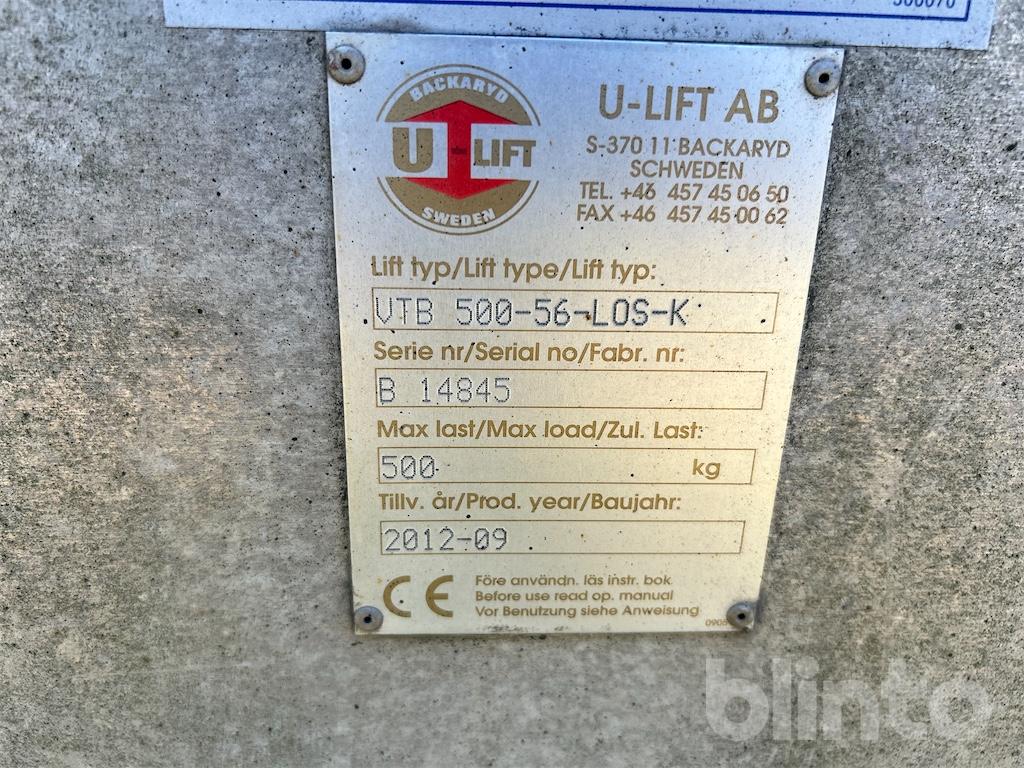 BACKARYD
U-LIFT
SWEDEN
U-LIFT AB
S-370 11 BACKARYD
SCHWEDEN
TEL. +46 457 45 06 50
FAX +46 457 45 00 62
Lift typ/Lift type/Lift typ:
VTB 500-56-LOS-K
Serie nr/Serial no/Fabr. nr:
B 14845
Max last/Max load/Zul. Last:
500 kg
Tillv. år/Prod. year/Baujahr:
2012-09
CE
Före användn. läs instr. bok
Before use read op. manual
Vor Benutzung siehe Anweisung
blinto